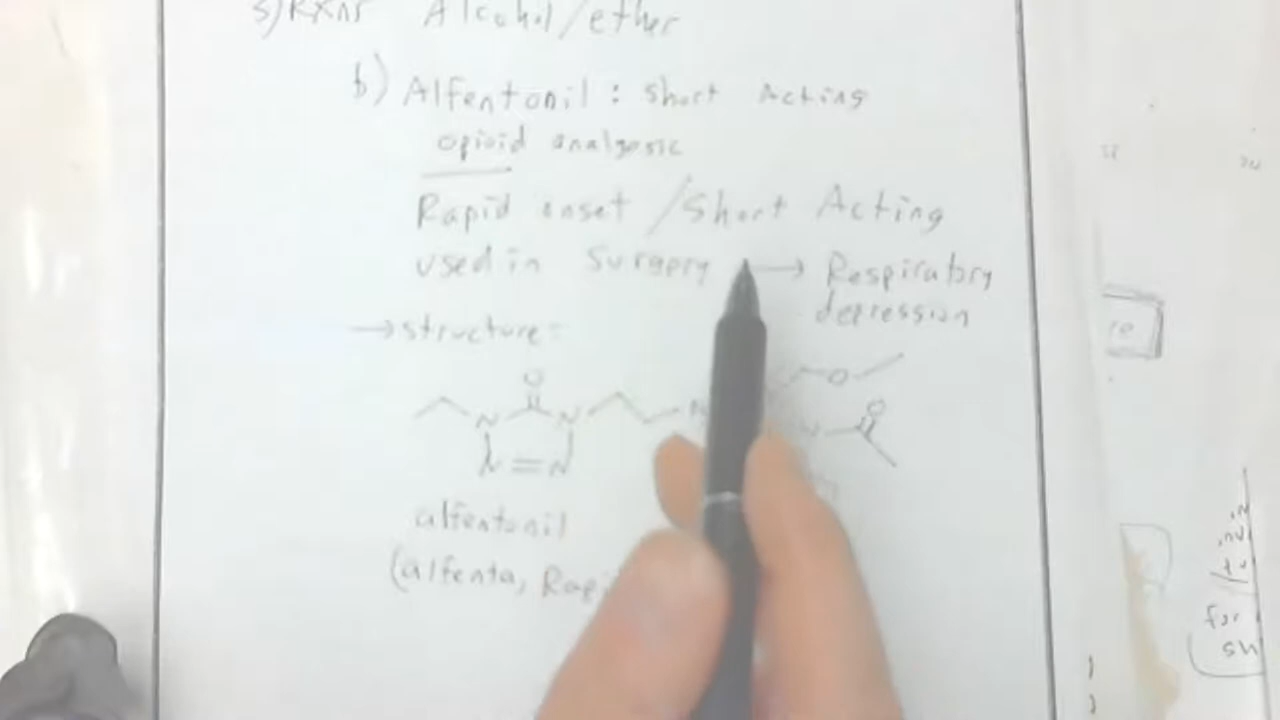 Alcohol/ether
b) Alfentonil : short Acting
opioid analgesic
Rapid onset / Short Acting
used in Surgery → Respiratory
depression
→ structure:
O
O
N
N
N
O
N
N = N
alfentonil
(alfenta,
for